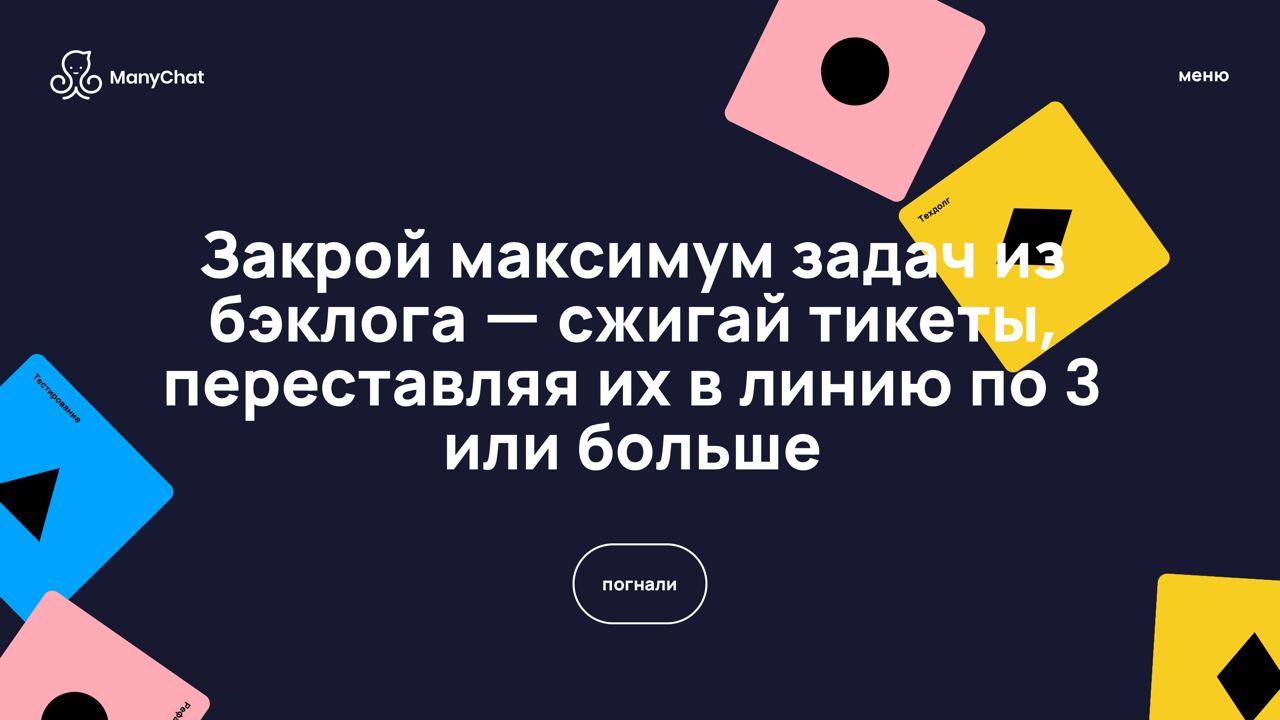 ManyChat
меню
Техдолг
Закрой максимум задач из
бэклога — сжигай тикеты,
переставляя их в линию по 3
или больше
Тестирование
погнали